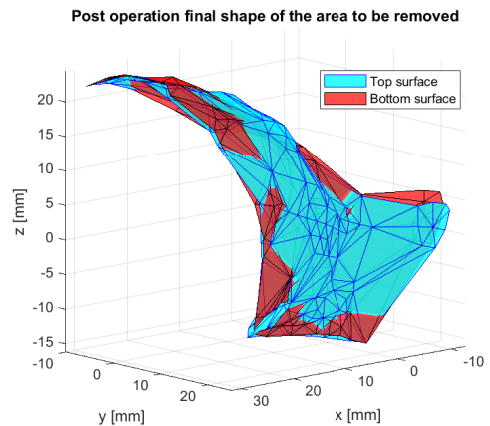 Post operation final shape of the area to be removed
Top surface
Bottom surface
20
15
10
5
0
-5
-10
-15
z [mm]
-10
0
10
20
y [mm]
30
20
10
0
-10
x [mm]